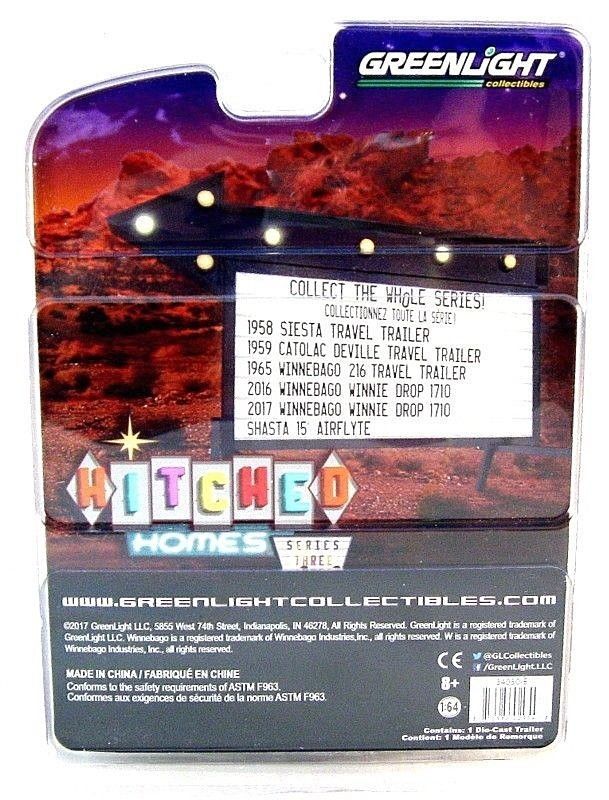 GREENLiGHT®
collectibles
COLLECT THE WHOLE SERIES!
COLLECTIONNEZ TOUTE LA SÉRIE!
1958 SIESTA TRAVEL TRAILER
1959 CATOLAC DEVILLE TRAVEL TRAILER
1965 WINNEBAGO 216 TRAVEL TRAILER
2016 WINNEBAGO WINNIE DROP 1710
2017 WINNEBAGO WINNIE DROP 1710
SHASTA 15' AIRFLYTE
HITCHED
HOMES
SERIES
THREE
WWW.GREENLIGHTCOLLECTIBLES.COM
©2017 GreenLight LLC, 5855 West 74th Street, Indianapolis, IN 46278, All Rights Reserved. GreenLight is a registered trademark of
GreenLight LLC. Winnebago is a registered trademark of Winnebago Industries,Inc., all rights reserved. W is a registered trademark of
Winnebago Industries, Inc., all rights reserved.
MADE IN CHINA / FABRIQUÉ EN CHINE
Conforms to the safety requirements of ASTM F963.
Conformes aux exigences de sécurité de la norme ASTM F963.
CE
@GLCollectibles
/GreenLightLLC
8+
1:64
Contains: 1 Die-Cast Trailer
Contient: 1 Modèle de Remorque